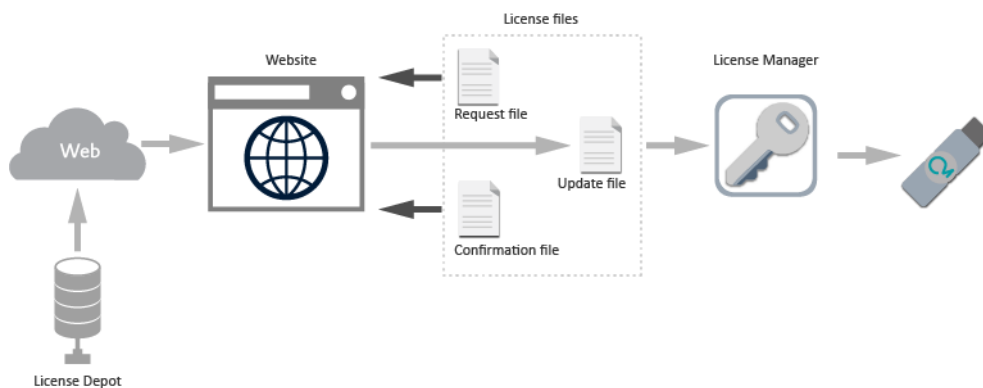 License files
Website
License Manager
Request file
Web
Update file
Confirmation file
License Depot